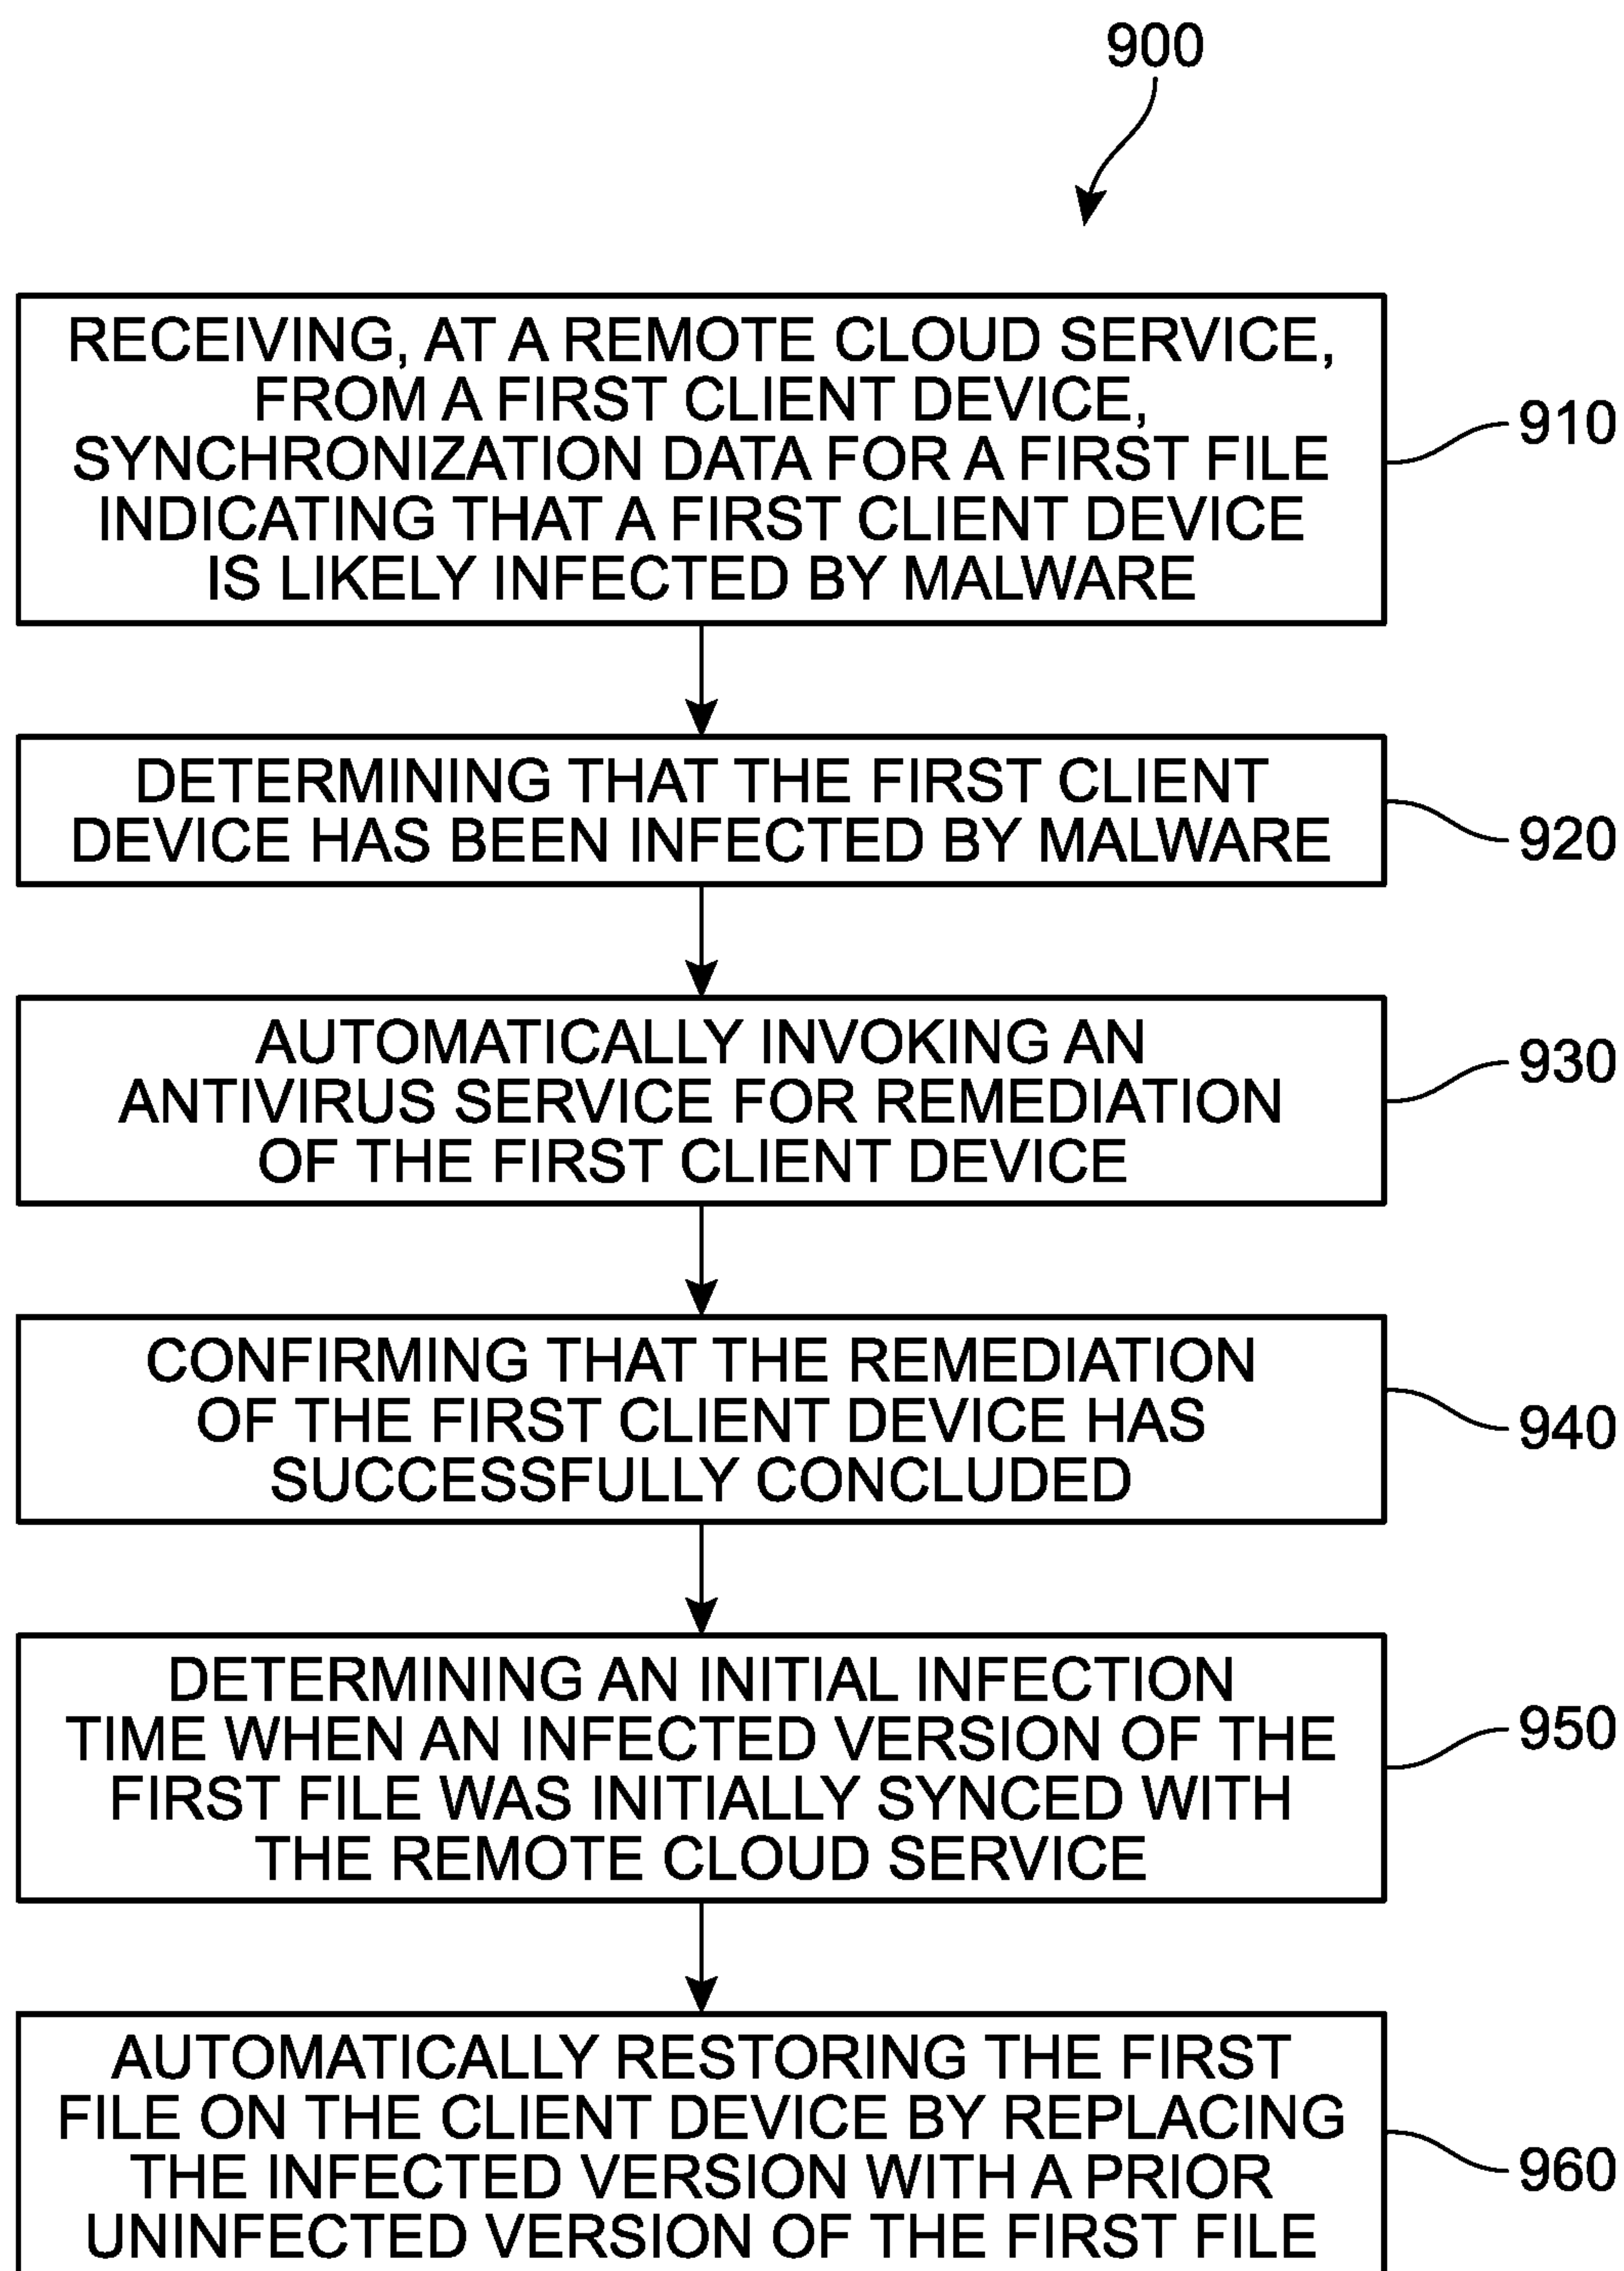 900
RECEIVING, AT A REMOTE CLOUD SERVICE,
FROM A FIRST CLIENT DEVICE,
SYNCHRONIZATION DATA FOR A FIRST FILE
INDICATING THAT A FIRST CLIENT DEVICE
IS LIKELY INFECTED BY MALWARE
910
DETERMINING THAT THE FIRST CLIENT
DEVICE HAS BEEN INFECTED BY MALWARE
920
AUTOMATICALLY INVOKING AN
ANTIVIRUS SERVICE FOR REMEDIATION
OF THE FIRST CLIENT DEVICE
930
CONFIRMING THAT THE REMEDIATION
OF THE FIRST CLIENT DEVICE HAS
SUCCESSFULLY CONCLUDED
940
DETERMINING AN INITIAL INFECTION
TIME WHEN AN INFECTED VERSION OF THE
FIRST FILE WAS INITIALLY SYNCED WITH
THE REMOTE CLOUD SERVICE
950
AUTOMATICALLY RESTORING THE FIRST
FILE ON THE CLIENT DEVICE BY REPLACING
THE INFECTED VERSION WITH A PRIOR
UNINFECTED VERSION OF THE FIRST FILE
960